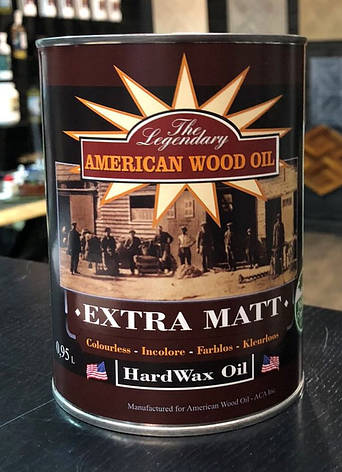 The
Legendary
AMERICAN WOOD OIL
EXTRA MATT
Colourless - Incolore - Farblos - Kleurloos
0,95 L
HardWax Oil
Manufactured for American Wood Oil - ACA Inc.